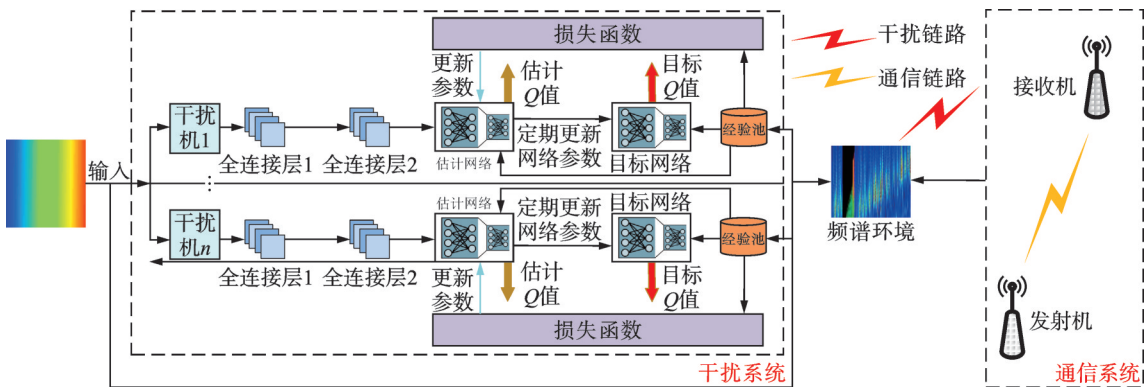 损失函数
更新
参数
估计
Q值
目标
Q值
干扰链路
通信链路
接收机
干扰
机1
全连接层1
全连接层2
估计网络
定期更新
网络参数
目标网络
经验池
输入
⋮
频谱环境
干扰
机n
全连接层1
全连接层2
估计网络
定期更新
网络参数
目标网络
经验池
更新
参数
估计
Q值
目标
Q值
损失函数
发射机
干扰系统
通信系统